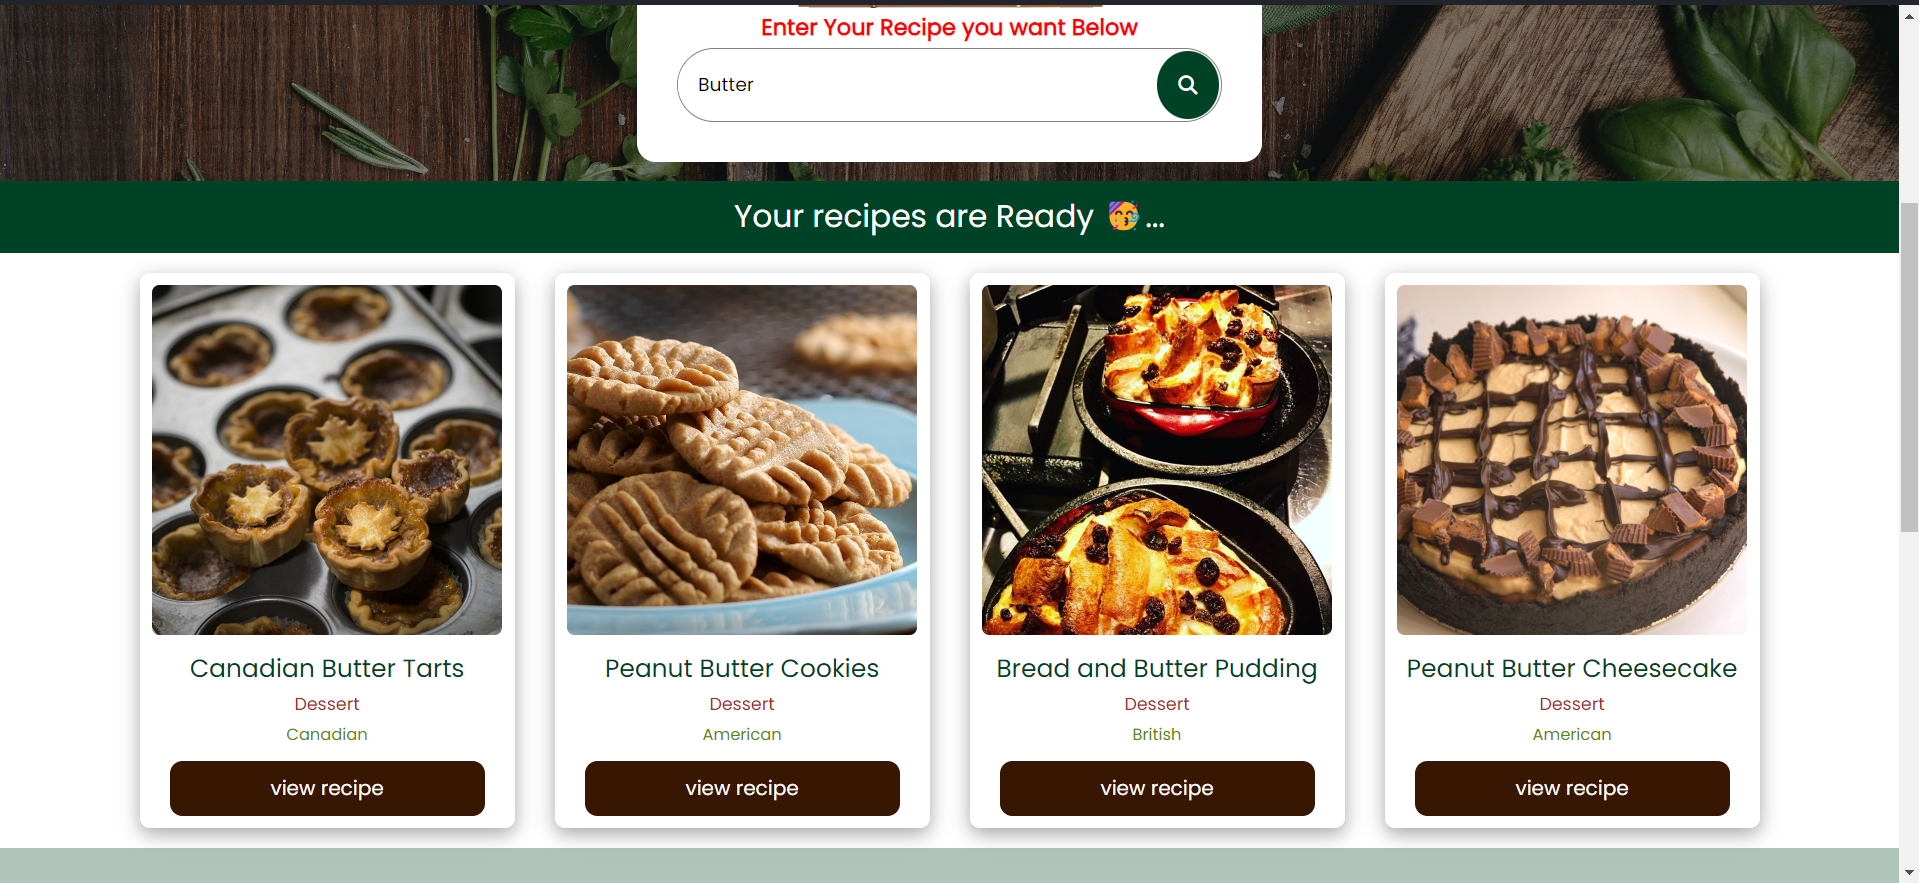 Enter Your Recipe you want Below
Butter
Your recipes are Ready 🥳...
Canadian Butter Tarts
Dessert
Canadian
view recipe
Peanut Butter Cookies
Dessert
American
view recipe
Bread and Butter Pudding
Dessert
British
view recipe
Peanut Butter Cheesecake
Dessert
American
view recipe